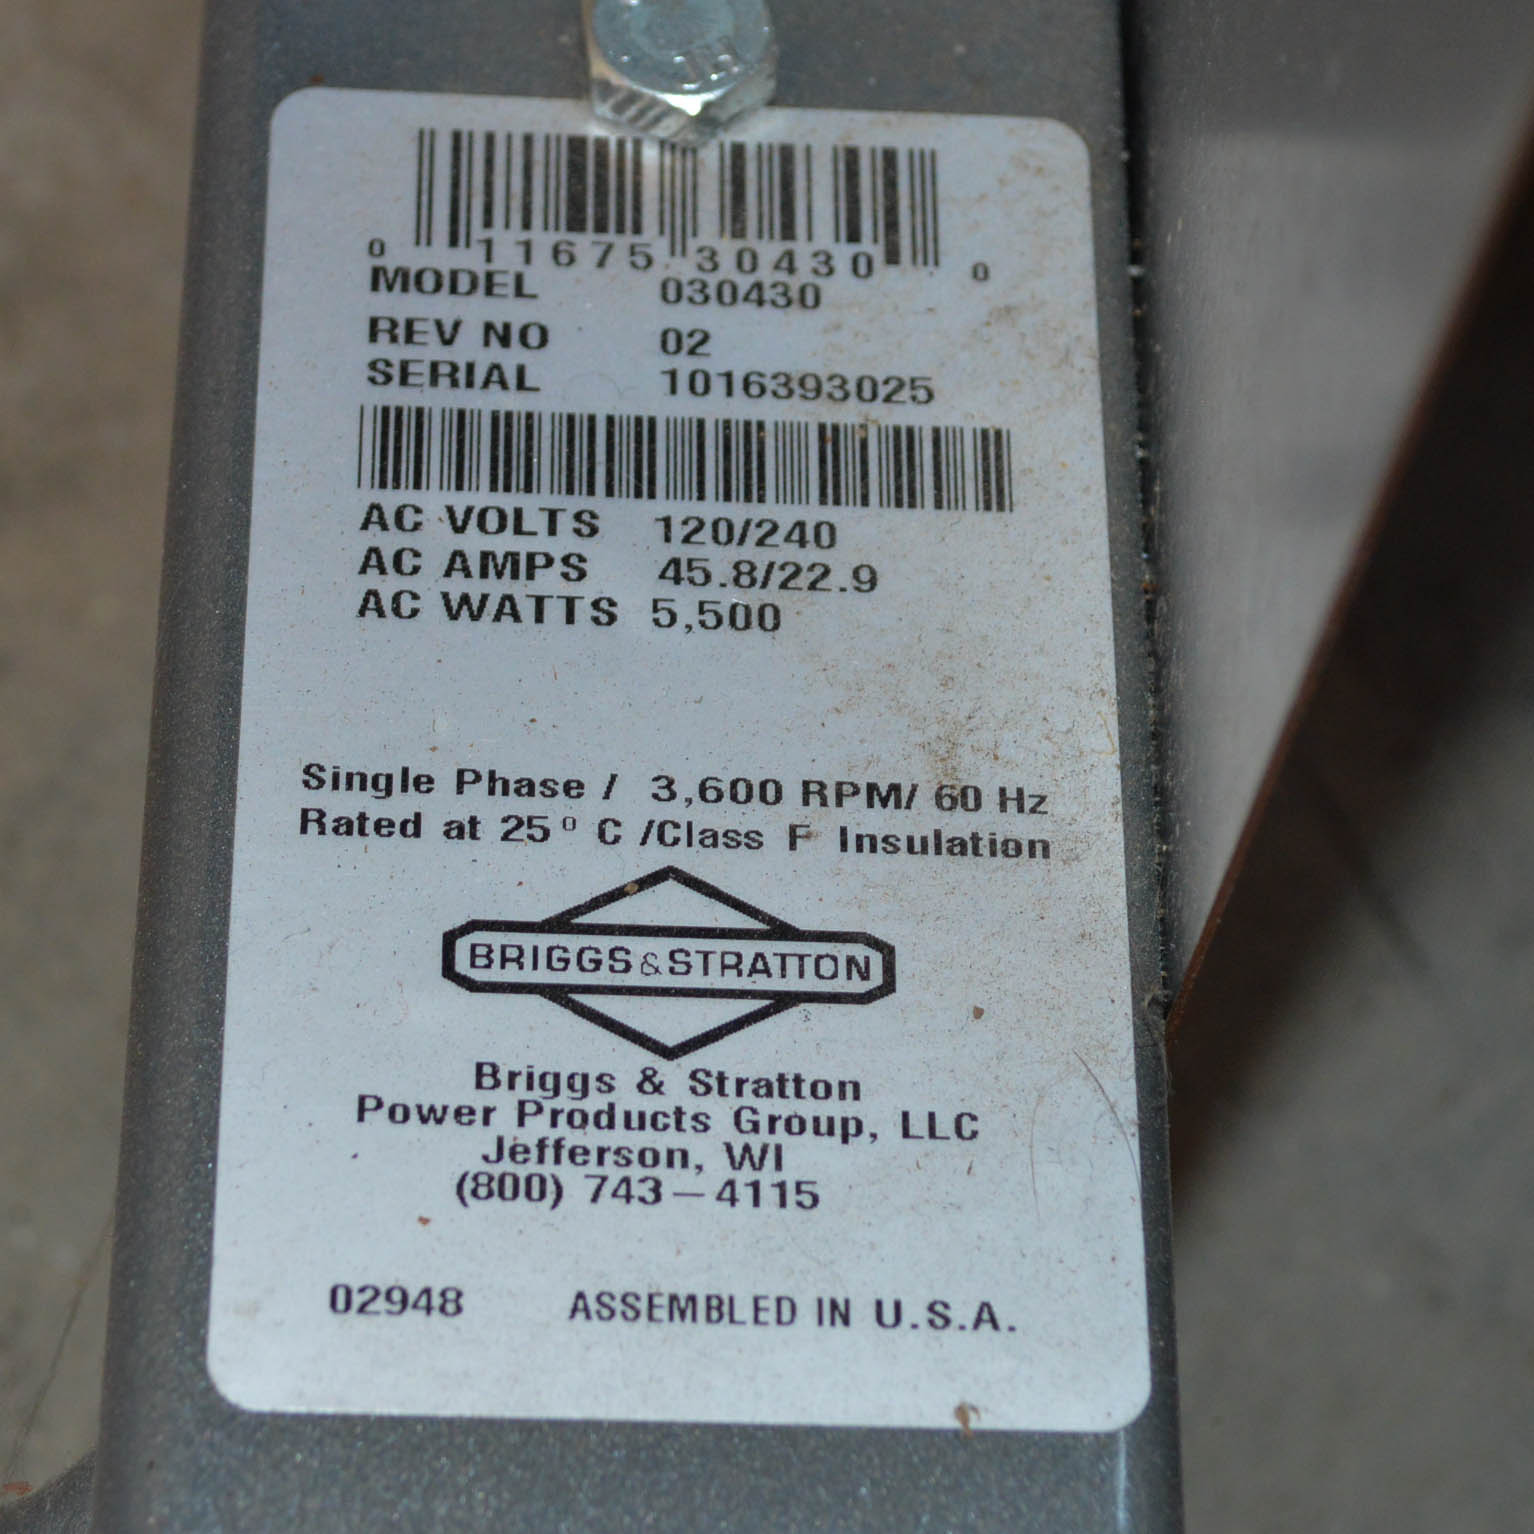 0 11675 30430 0
MODEL 030430
REV NO 02
SERIAL 1016393025
AC VOLTS 120/240
AC AMPS 45.8/22.9
AC WATTS 5,500
Single Phase / 3,600 RPM/ 60 Hz
Rated at 25° C /Class F Insulation
BRIGGS&STRATTON
Briggs & Stratton
Power Products Group, LLC
Jefferson, WI
(800) 743-4115
02948 ASSEMBLED IN U.S.A.